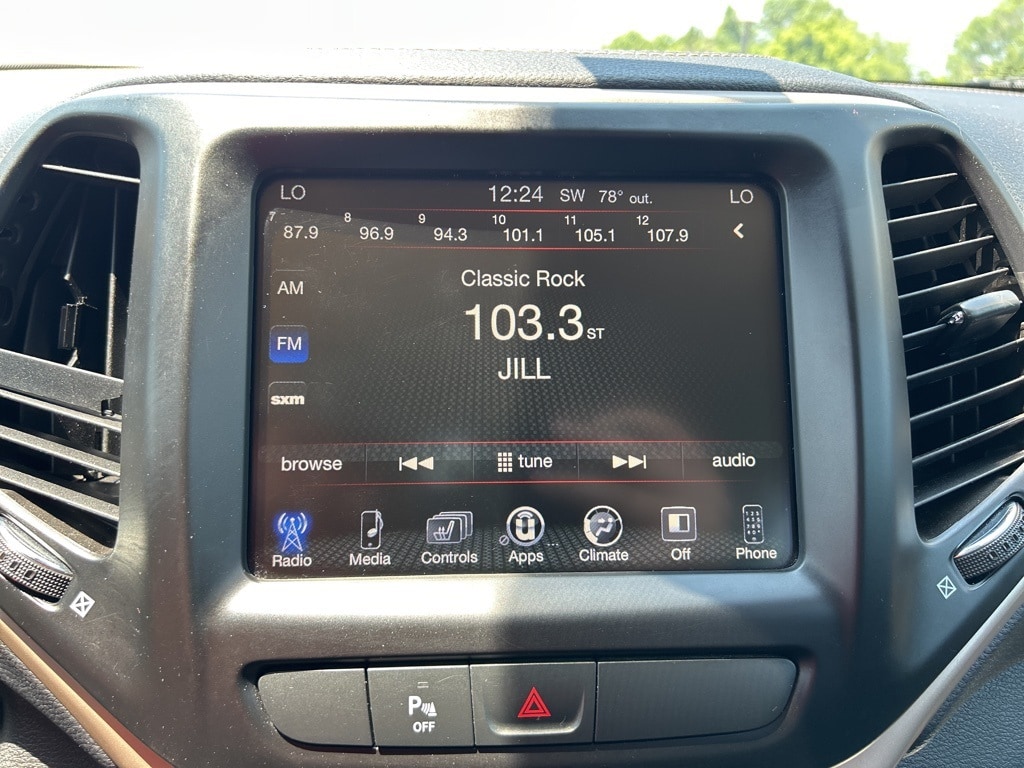 LO 12:24 SW 78° out. LO
7 8 9 10 11 12
87.9 96.9 94.3 101.1 105.1 107.9
Classic Rock
AM
103.3 ST
FM
JILL
sxm
browse tune audio
Radio Media Controls Apps Climate Off Phone
P
OFF